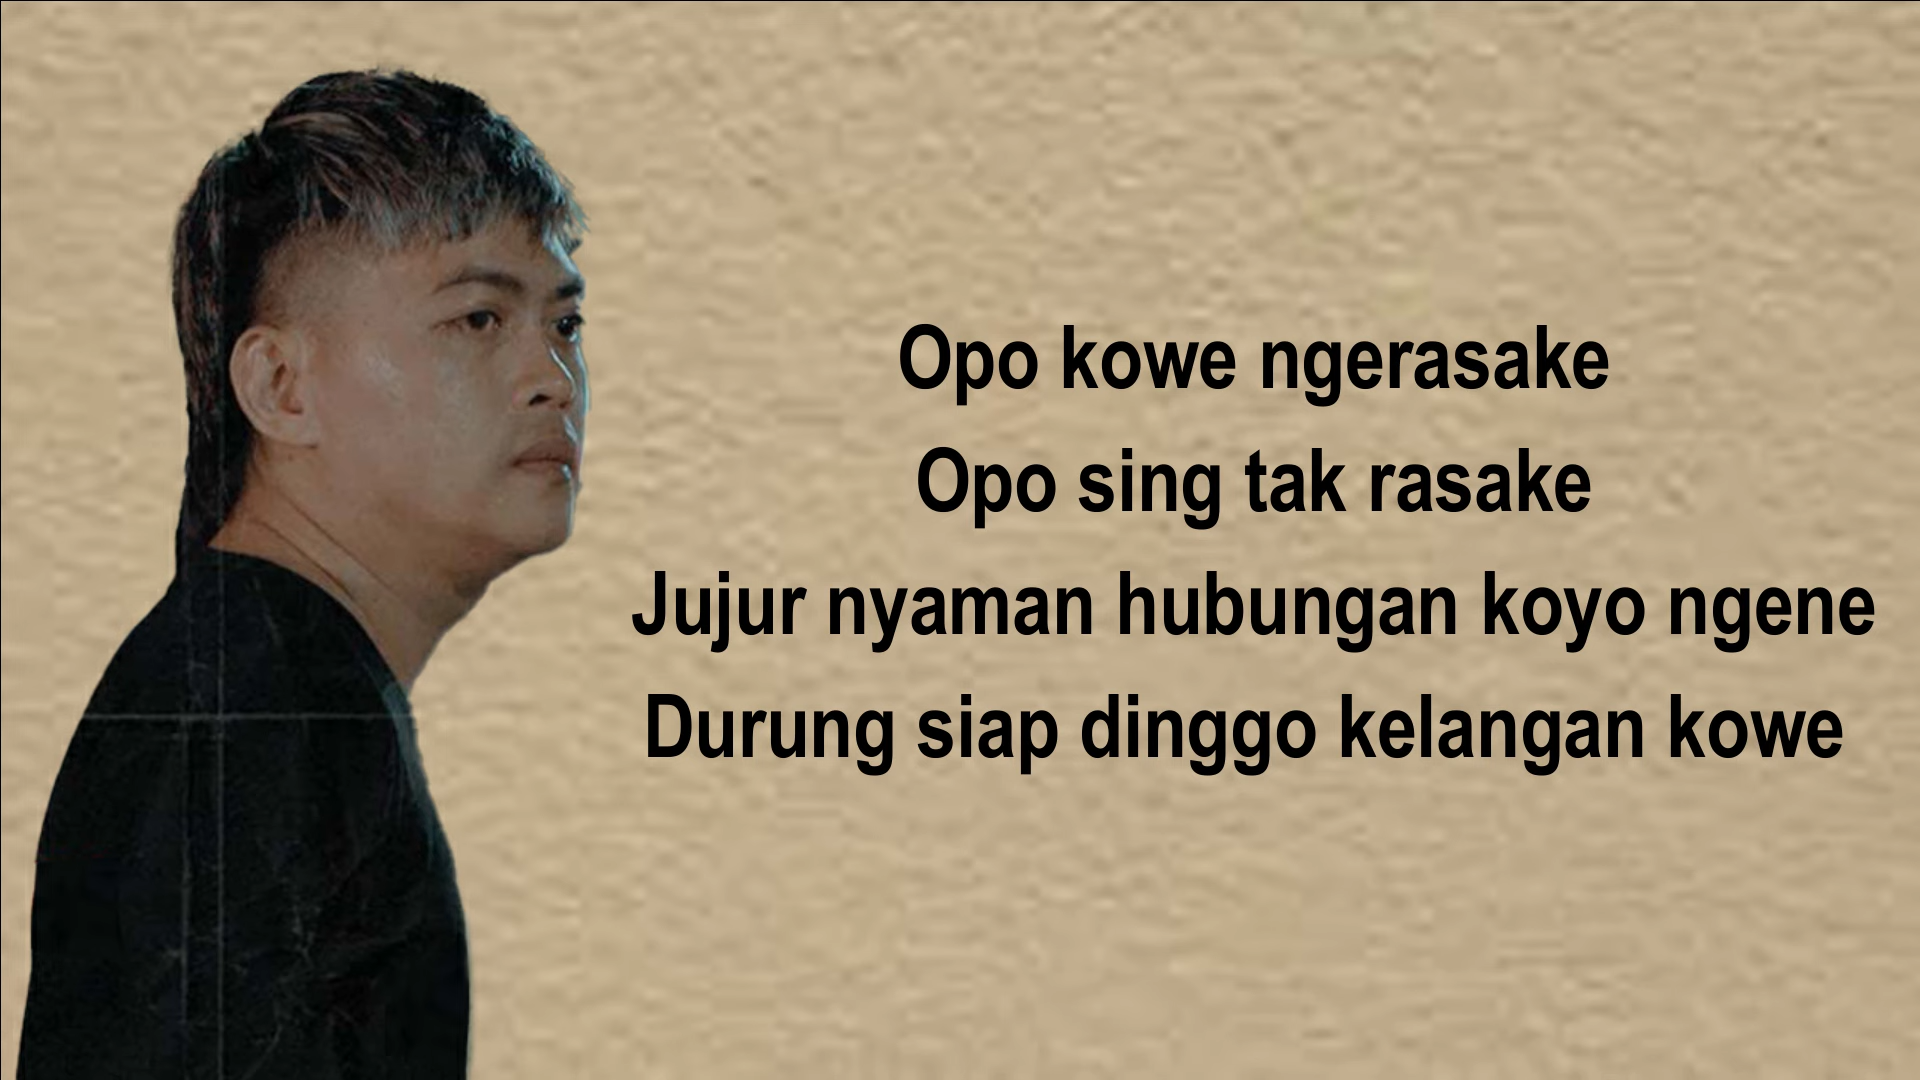 Opo kowe ngerasake
Opo sing tak rasake
Jujur nyaman hubungan koyo ngene
Durung siap dinggo kelangan kowe